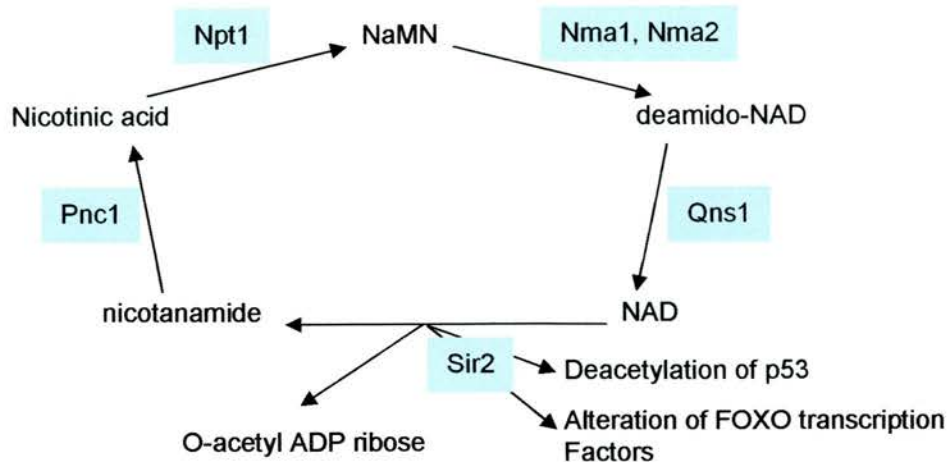 Npt1
NaMN
Nma1, Nma2
Nicotinic acid
deamido-NAD
Pnc1
Qns1
nicotanamide
NAD
Sir2
Deacetylation of p53
O-acetyl ADP ribose
Alteration of FOXO transcription
Factors